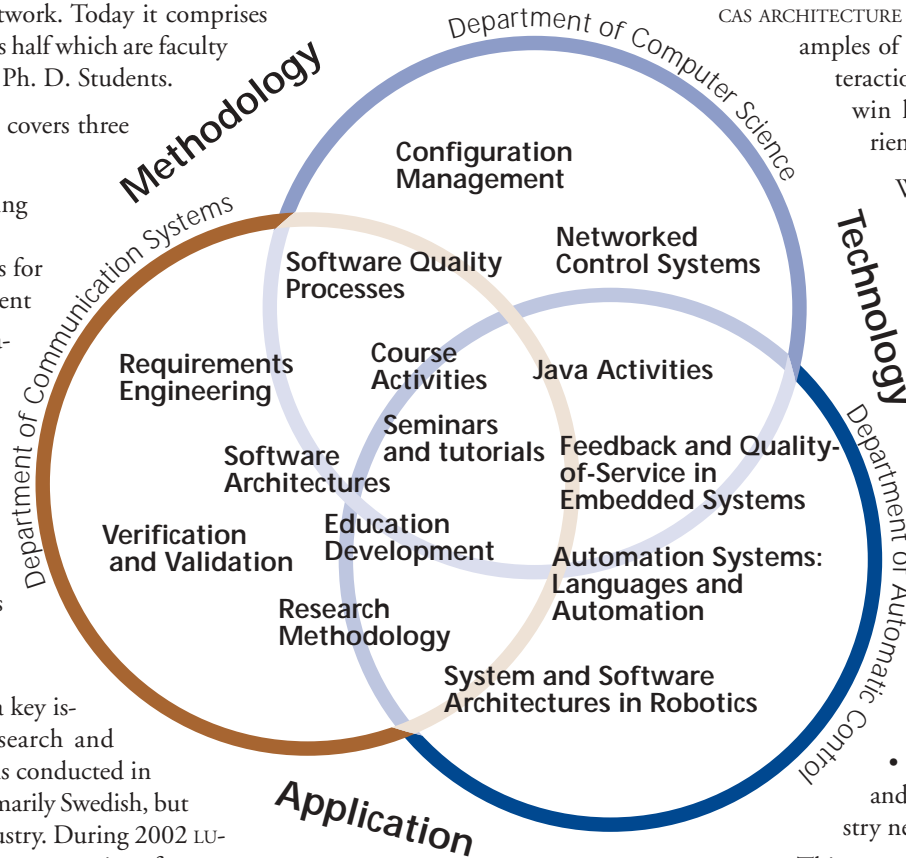 twork. Today it comprises
s half which are faculty
Ph. D. Students.
covers three
ing
s for
ent
a-
s
a key is-
search and
is conducted in
marily Swedish, but
ustry. During 2002 LU-
Methodology
Department of Computer Science
Department of Communication Systems
Configuration
Management
Networked
Control Systems
Software Quality
Processes
Requirements
Engineering
Course
Activities
Java Activities
Seminars
and tutorials
Software
Architectures
Feedback and Quality-
of-Service in
Embedded Systems
Education
Development
Verification
and Validation
Automation Systems:
Languages and
Automation
Research
Methodology
System and Software
Architectures in Robotics
Technology
Department of Automatic Control
Application
CAS ARCHITECTURE
amples of
teractio
win
rien
W
•
and
stry ne